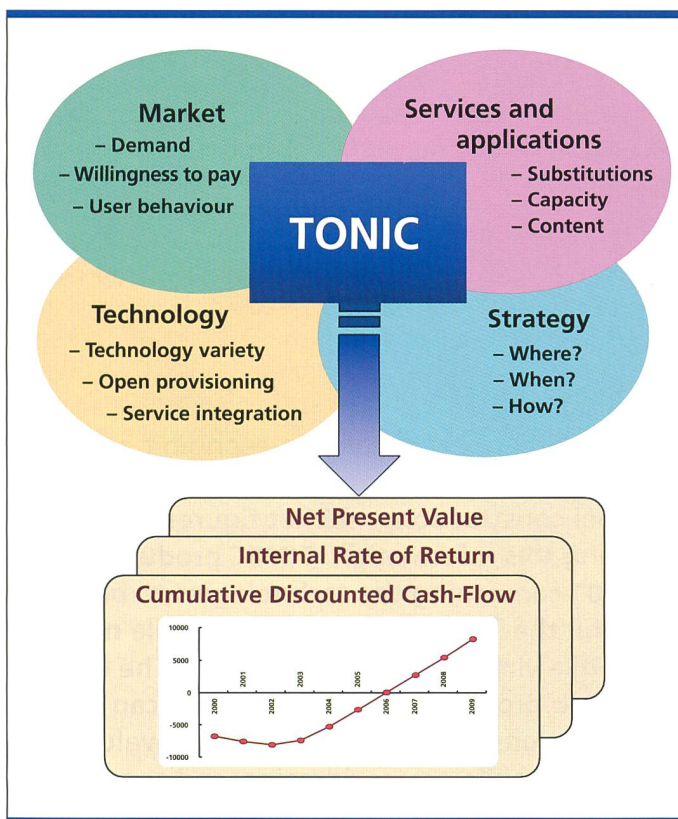 Market
– Demand
– Willingness to pay
– User behaviour
Services and
applications
– Substitutions
– Capacity
– Content
TONIC
Technology
– Technology variety
– Open provisioning
– Service integration
Strategy
– Where?
– When?
– How?
Net Present Value
Internal Rate of Return
Cumulative Discounted Cash-Flow
10000
5000
0
-5000
-10000
2000
2001
2002
2003
2004
2005
2006
2007
2008
2009